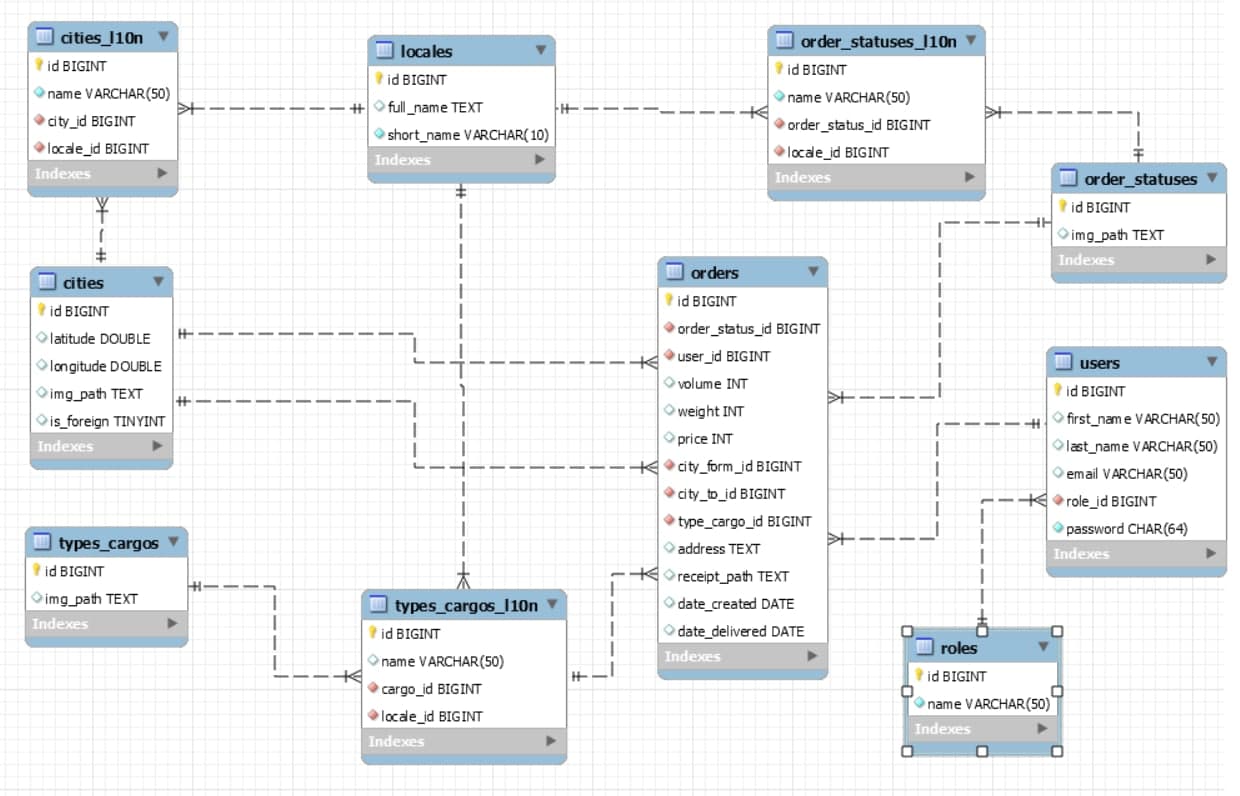 cities_l10n
id BIGINT
name VARCHAR(50)
city_id BIGINT
locale_id BIGINT
Indexes
locales
id BIGINT
full_name TEXT
short_name VARCHAR(10)
Indexes
order_statuses_l10n
id BIGINT
name VARCHAR(50)
order_status_id BIGINT
locale_id BIGINT
Indexes
order_statuses
id BIGINT
img_path TEXT
Indexes
cities
id BIGINT
latitude DOUBLE
longitude DOUBLE
img_path TEXT
is_foreign TINYINT
Indexes
orders
id BIGINT
order_status_id BIGINT
user_id BIGINT
volume INT
weight INT
price INT
city_form_id BIGINT
city_to_id BIGINT
type_cargo_id BIGINT
address TEXT
receipt_path TEXT
date_created DATE
date_delivered DATE
Indexes
users
id BIGINT
first_name VARCHAR(50)
last_name VARCHAR(50)
email VARCHAR(50)
role_id BIGINT
password CHAR(64)
Indexes
types_cargos
id BIGINT
img_path TEXT
Indexes
types_cargos_l10n
id BIGINT
name VARCHAR(50)
cargo_id BIGINT
locale_id BIGINT
Indexes
roles
id BIGINT
name VARCHAR(50)
Indexes